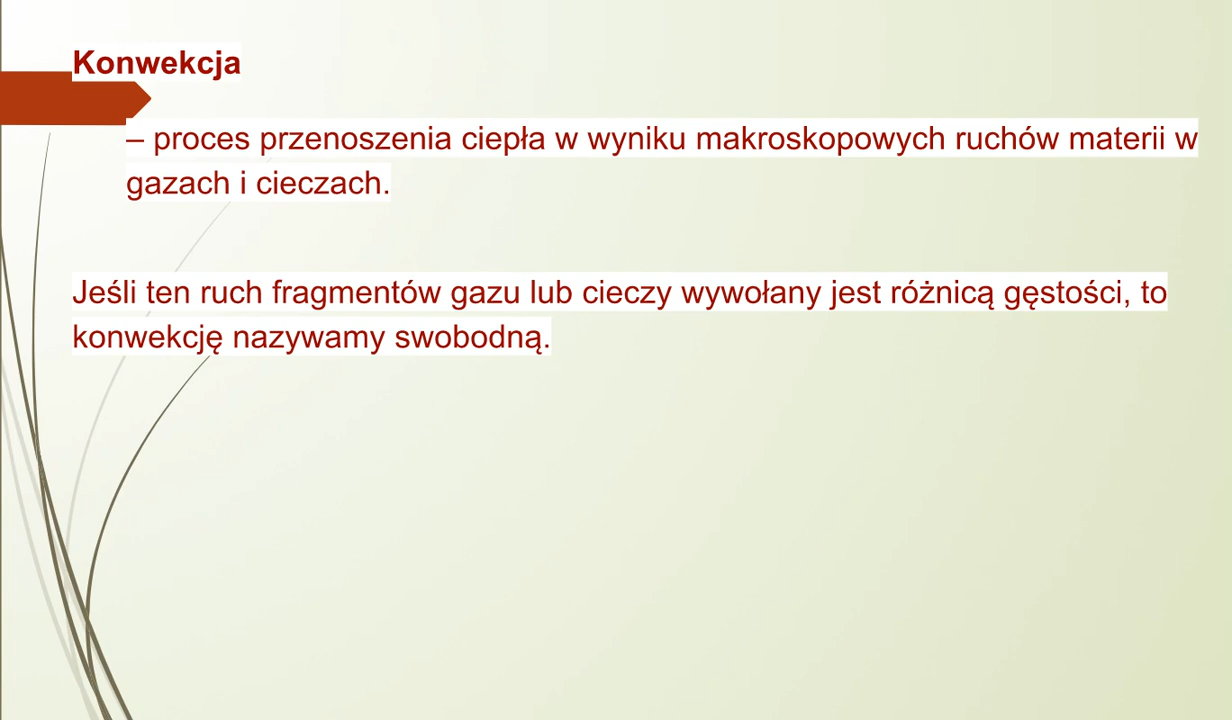 Konwekcja
– proces przenoszenia ciepła w wyniku makroskopowych ruchów materii w
gazach i cieczach.
Jeśli ten ruch fragmentów gazu lub cieczy wywołany jest różnicą gęstości, to
konwekcję nazywamy swobodną.